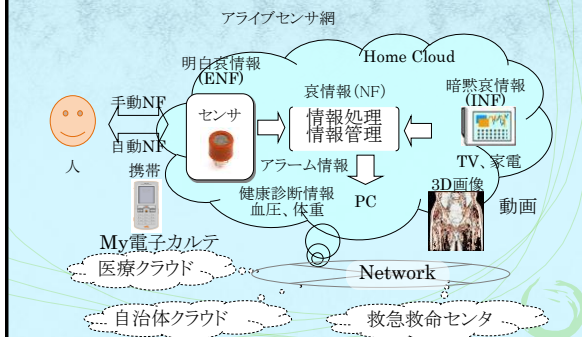 アライブセンサ網
Home Cloud
明白哀情報
(ENF)
哀情報(NF)
暗黙哀情報
(INF)
手動NF
センサ
情報処理
情報管理
自動NF
人
アラーム情報
TV、家電
携帯
健康診断情報
血圧、体重
PC
3D画像
動画
My電子カルテ
医療クラウド
Network
自治体クラウド
救急救命センタ